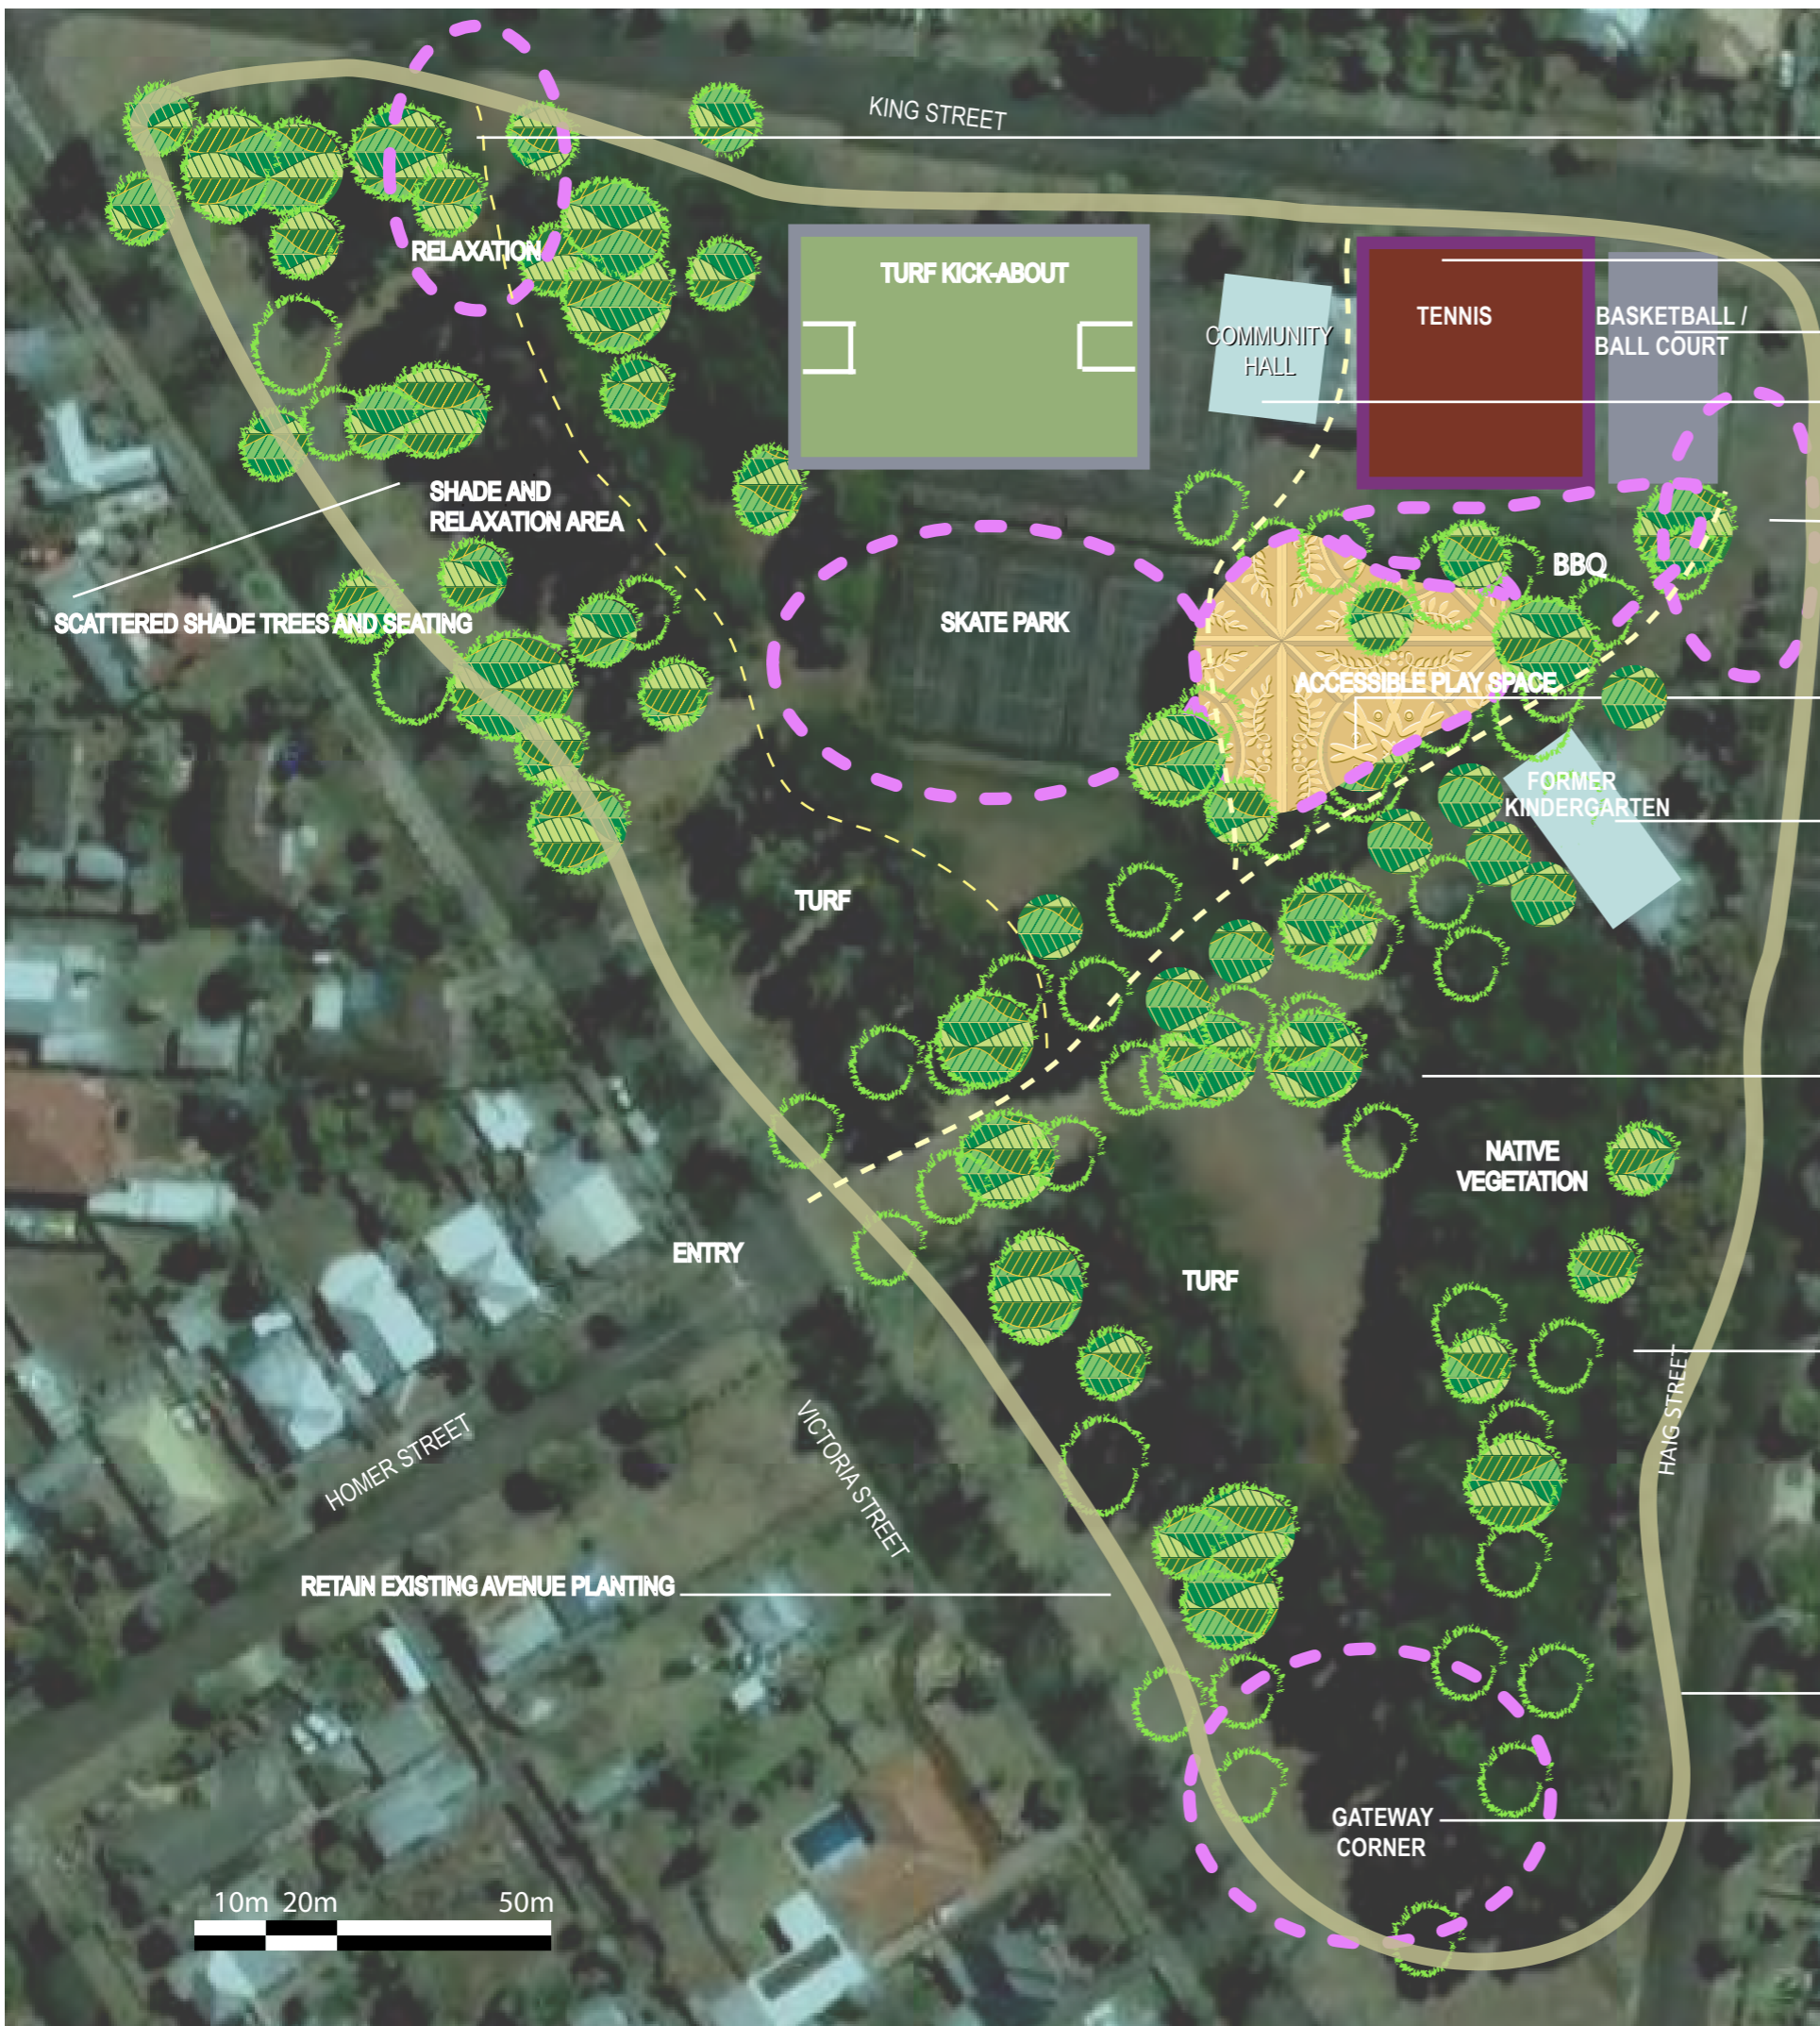 KING STREET
RELAXATION
TURF KICK-ABOUT
COMMUNITY
HALL
TENNIS
BASKETBALL /
BALL COURT
SHADE AND
RELAXATION AREA
SCATTERED SHADE TREES AND SEATING
SKATE PARK
BBQ
ACCESSIBLE PLAY SPACE
FORMER
KINDERGARTEN
TURF
NATIVE
VEGETATION
ENTRY
TURF
HAIG STREET
HOMER STREET
VICTORIA STREET
RETAIN EXISTING AVENUE PLANTING
GATEWAY
CORNER
10m 20m 50m